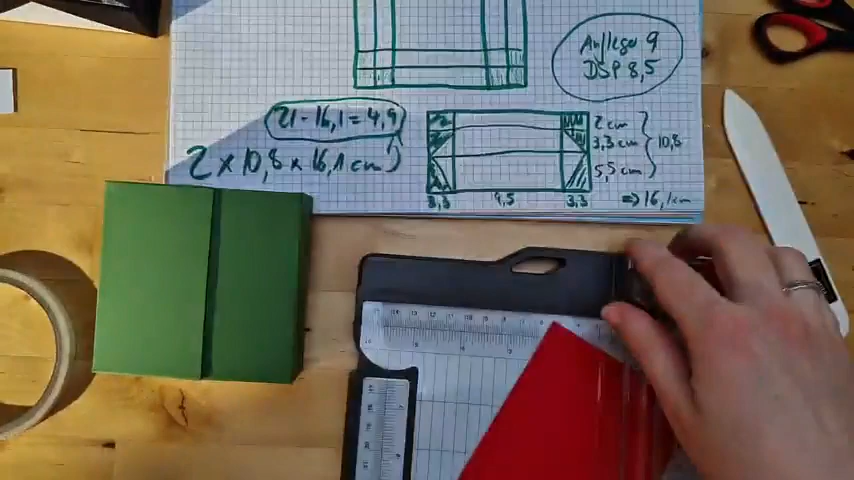 Anleger 9
DSP 8,5
21 - 16,1 = 4,9
2 x 10,8 x 16,1 cm
2 cm
3,3 cm
5,5 cm
10,8
3,3
9,5
3,3
⇒ 16,1 cm